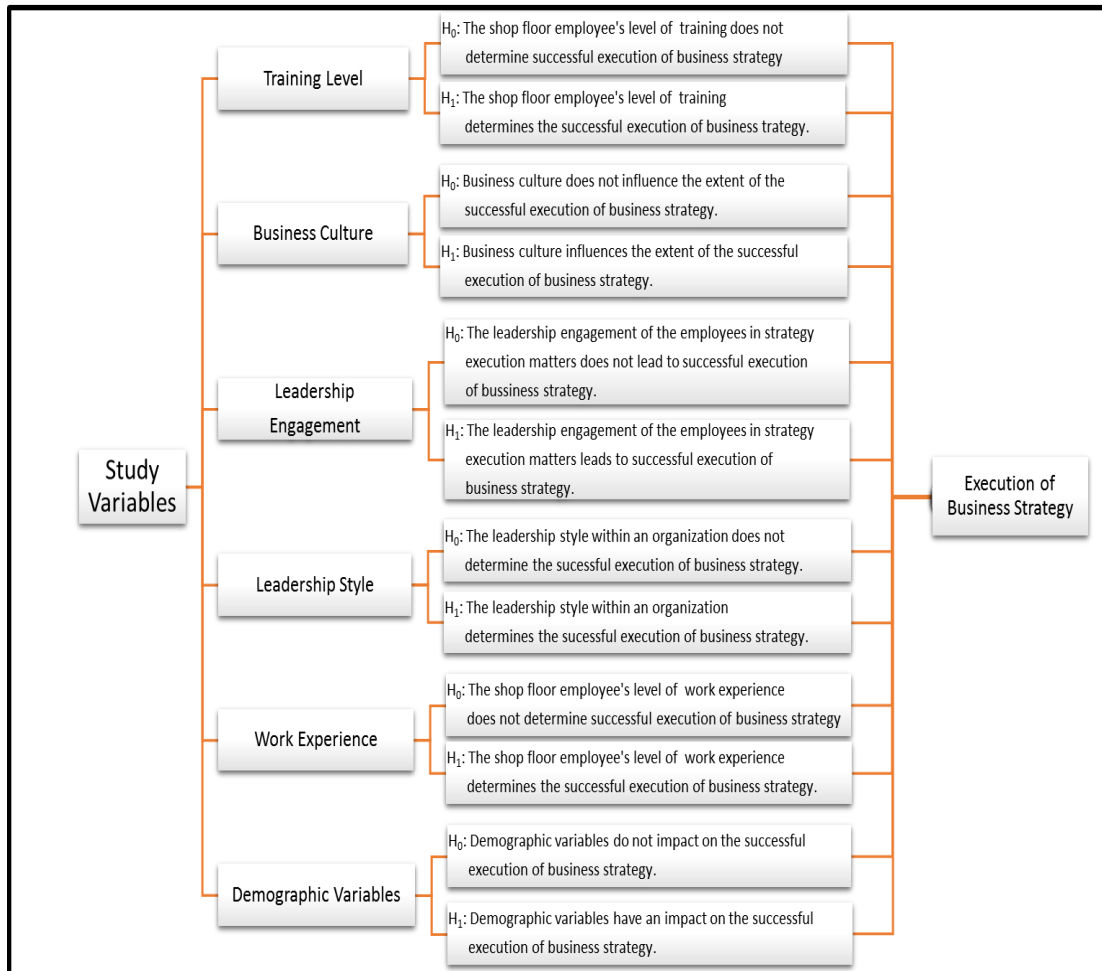 Study
Variables
Training Level
H₀: The shop floor employee's level of training does not
determine successful execution of business strategy
H₁: The shop floor employee's level of training
determines the successful execution of business trategy.
Business Culture
H₀: Business culture does not influence the extent of the
successful execution of business strategy.
H₁: Business culture influences the extent of the successful
execution of business strategy.
Leadership
Engagement
H₀: The leadership engagement of the employees in strategy
execution matters does not lead to successful execution
of bussiness strategy.
H₁: The leadership engagement of the employees in strategy
execution matters leads to successful execution of
business strategy.
Leadership Style
H₀: The leadership style within an organization does not
determine the sucessful execution of business strategy.
H₁: The leadership style within an organization
determines the sucessful execution of business strategy.
Work Experience
H₀: The shop floor employee's level of work experience
does not determine successful execution of business strategy
H₁: The shop floor employee's level of work experience
determines the successful execution of business strategy.
Demographic Variables
H₀: Demographic variables do not impact on the successful
execution of business strategy.
H₁: Demographic variables have an impact on the successful
execution of business strategy.
Execution of
Business Strategy